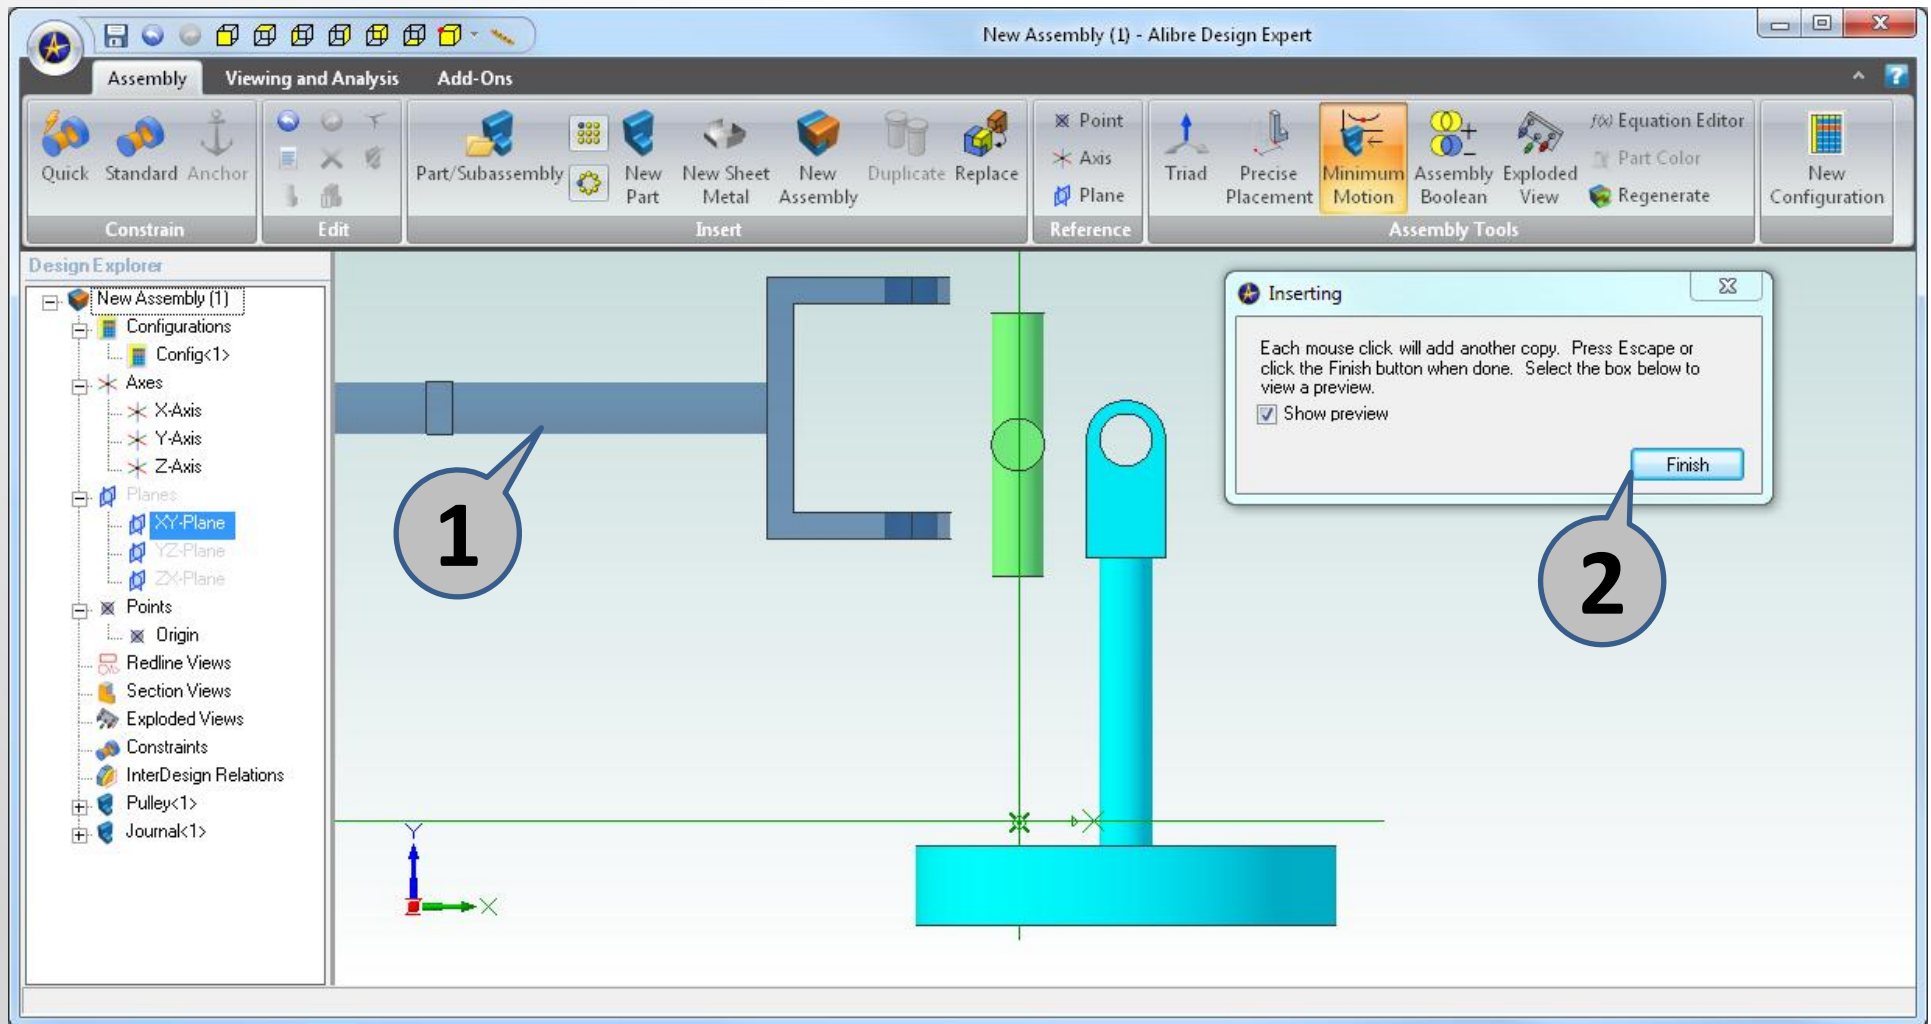 New Assembly (1) - Alibre Design Expert
Assembly Viewing and Analysis Add-Ons
Quick Standard Anchor
Constrain
Edit
Part/Subassembly
New Part
New Sheet Metal
New Assembly
Duplicate Replace
Insert
Point
Axis
Plane
Reference
Triad
Precise Placement
Minimum Motion
Assembly Boolean
Exploded View
f(x) Equation Editor
Part Color
Regenerate
Assembly Tools
New Configuration
Design Explorer
New Assembly (1)
Configurations
Config<1>
Axes
X-Axis
Y-Axis
Z-Axis
Planes
XY-Plane
YZ-Plane
ZX-Plane
Points
Origin
Redline Views
Section Views
Exploded Views
Constraints
InterDesign Relations
Pulley<1>
Journal<1>
Inserting
Each mouse click will add another copy. Press Escape or
click the Finish button when done. Select the box below to
view a preview.
Show preview
Finish
1
2
Y
X
X